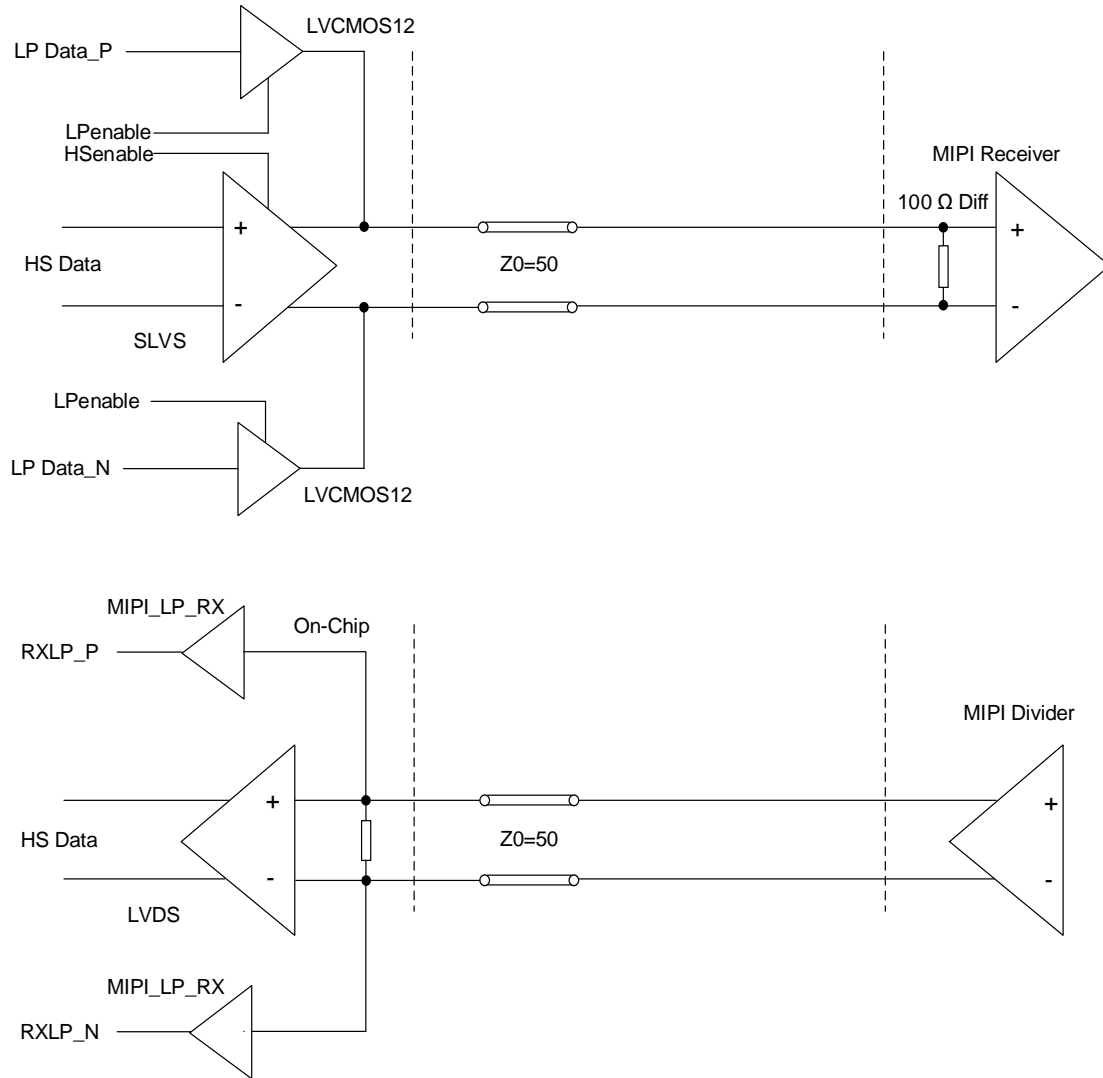 LVCMOS12
LP Data_P
LPenable
HSenable
MIPI Receiver
100 Ω Diff
+
+
HS Data
Z0=50
-
-
SLVS
LPenable
LP Data_N
LVCMOS12
MIPI_LP_RX
On-Chip
RXLP_P
MIPI Divider
+
+
HS Data
Z0=50
-
-
LVDS
MIPI_LP_RX
RXLP_N